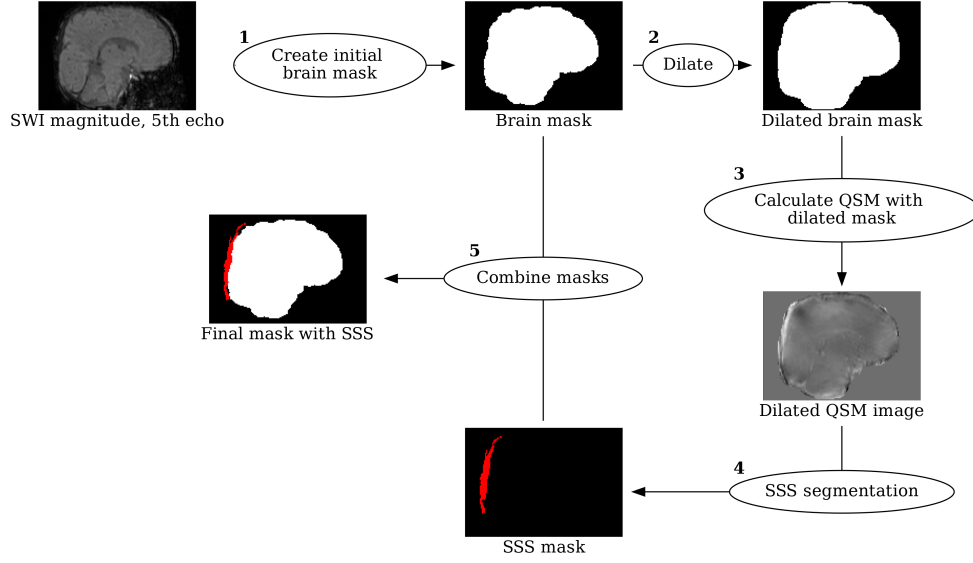 1
Create initial
brain mask
2
Dilate
SWI magnitude, 5th echo
Brain mask
Dilated brain mask
3
Calculate QSM with
dilated mask
5
Combine masks
Final mask with SSS
Dilated QSM image
4
SSS segmentation
SSS mask